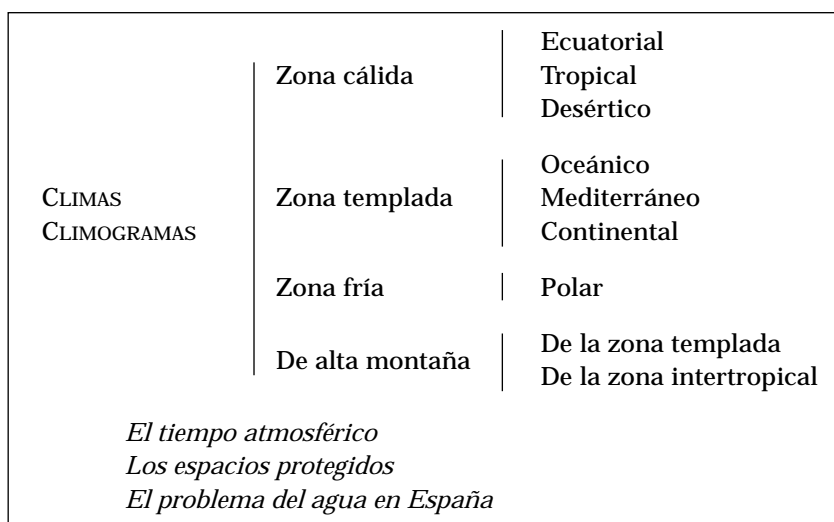 Ecuatorial
Zona cálida
Tropical
Desértico
Oceánico
CLIMAS
Zona templada
Mediterráneo
CLIMOGRAMAS
Continental
Zona fría
Polar
De alta montaña
De la zona templada
De la zona intertropical
El tiempo atmosférico
Los espacios protegidos
El problema del agua en España